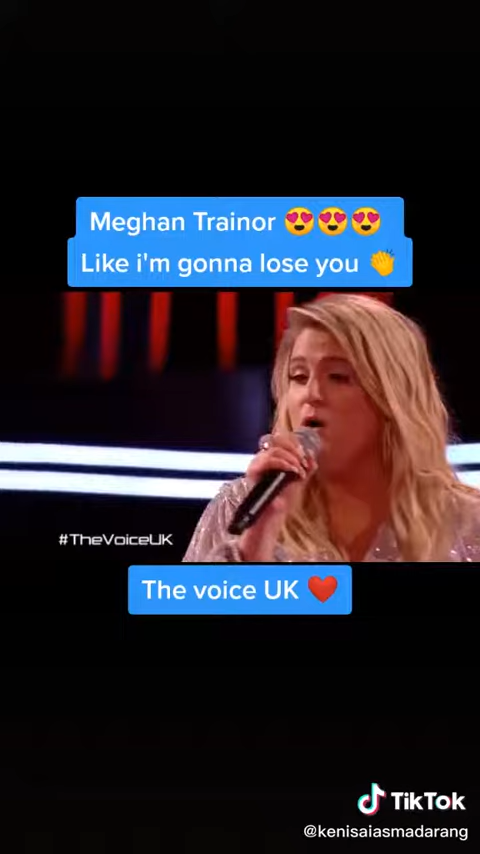 Meghan Trainor 😍😍😍
Like i'm gonna lose you 👏
#TheVoiceUK
The voice UK ❤️
TikTok
@kenisaiasmadarang